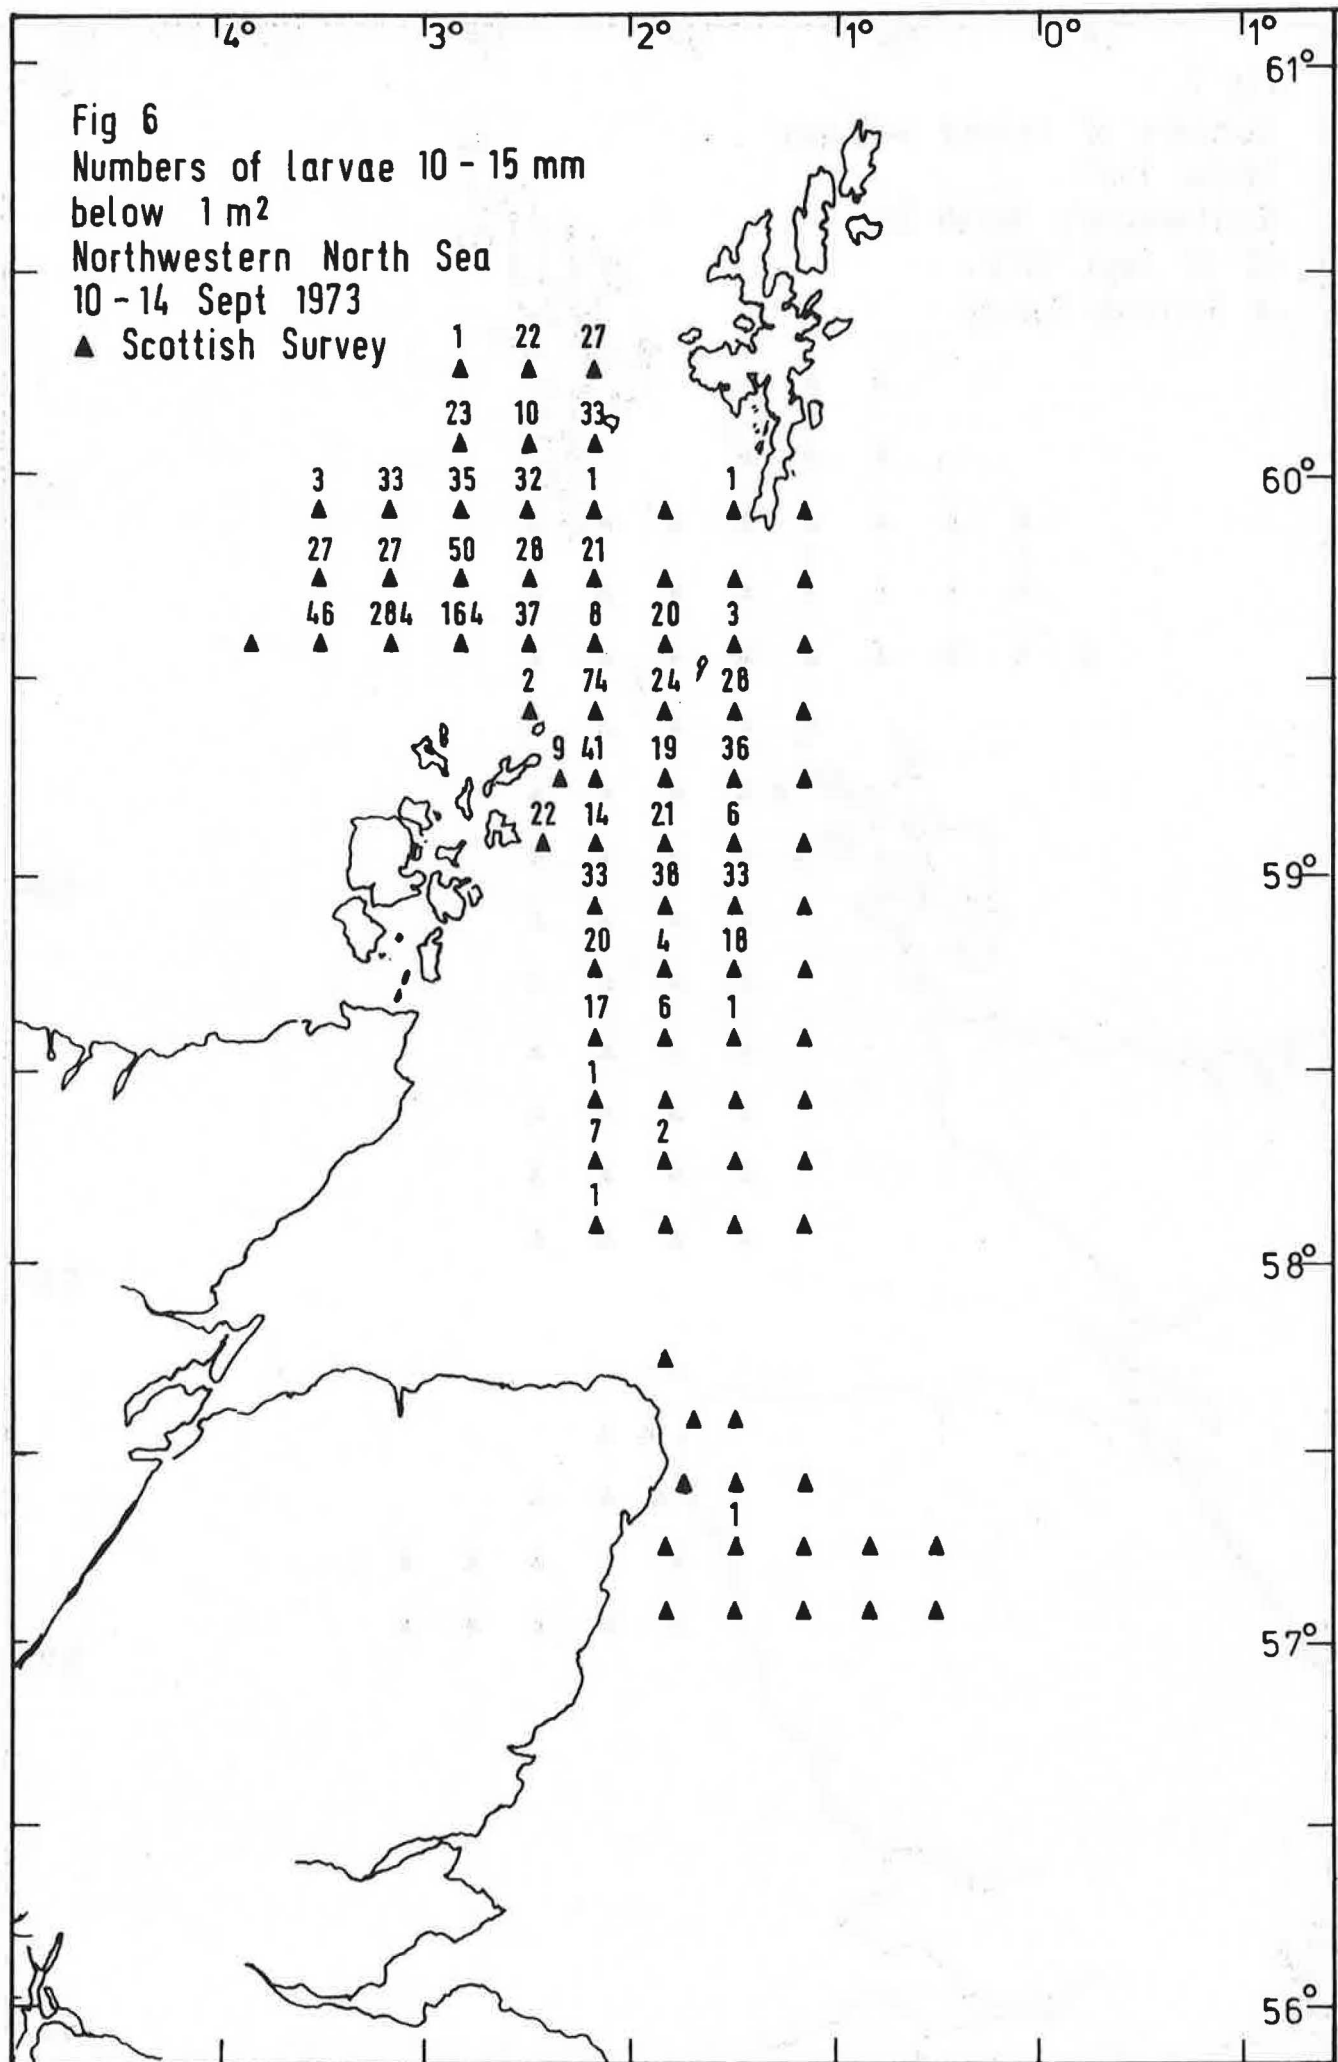 4° 3° 2° 1° 0° 1°
61°
Fig 6
Numbers of larvae 10 - 15 mm
below 1 m²
Northwestern North Sea
10 - 14 Sept 1973
▲ Scottish Survey
1 22 27
23 10 33
3 33 35 32 1 1
60°
27 27 50 28 21
46 284 164 37 8 20 3
2 74 24 28
9 41 19 36
22 14 21 6
33 38 33
59°
20 4 18
17 6 1
1
7 2
1
58°
1
57°
56°